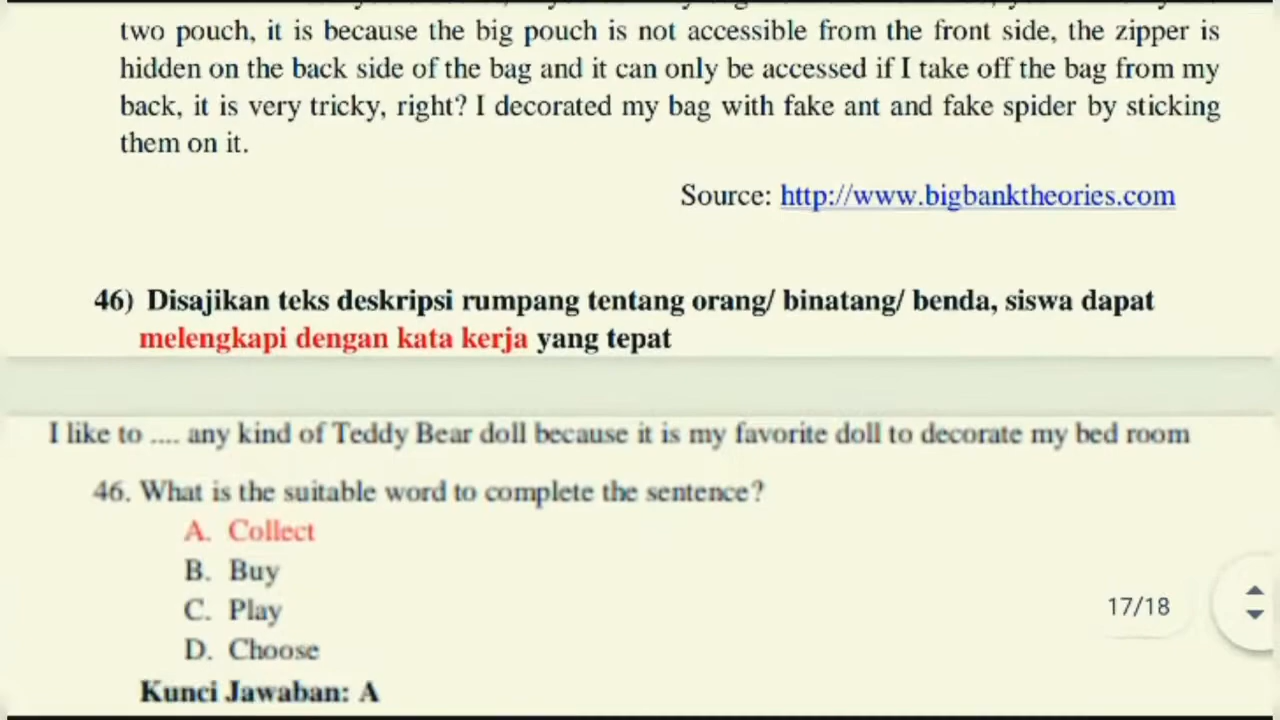 two pouch, it is because the big pouch is not accessible from the front side, the zipper is
hidden on the back side of the bag and it can only be accessed if I take off the bag from my
back, it is very tricky, right? I decorated my bag with fake ant and fake spider by sticking
them on it.
Source: http://www.bigbanktheories.com
46) Disajikan teks deskripsi rumpang tentang orang/ binatang/ benda, siswa dapat
melengkapi dengan kata kerja yang tepat
I like to .... any kind of Teddy Bear doll because it is my favorite doll to decorate my bed room
46. What is the suitable word to complete the sentence?
A. Collect
B. Buy
C. Play
17/18
D. Choose
Kunci Jawaban: A